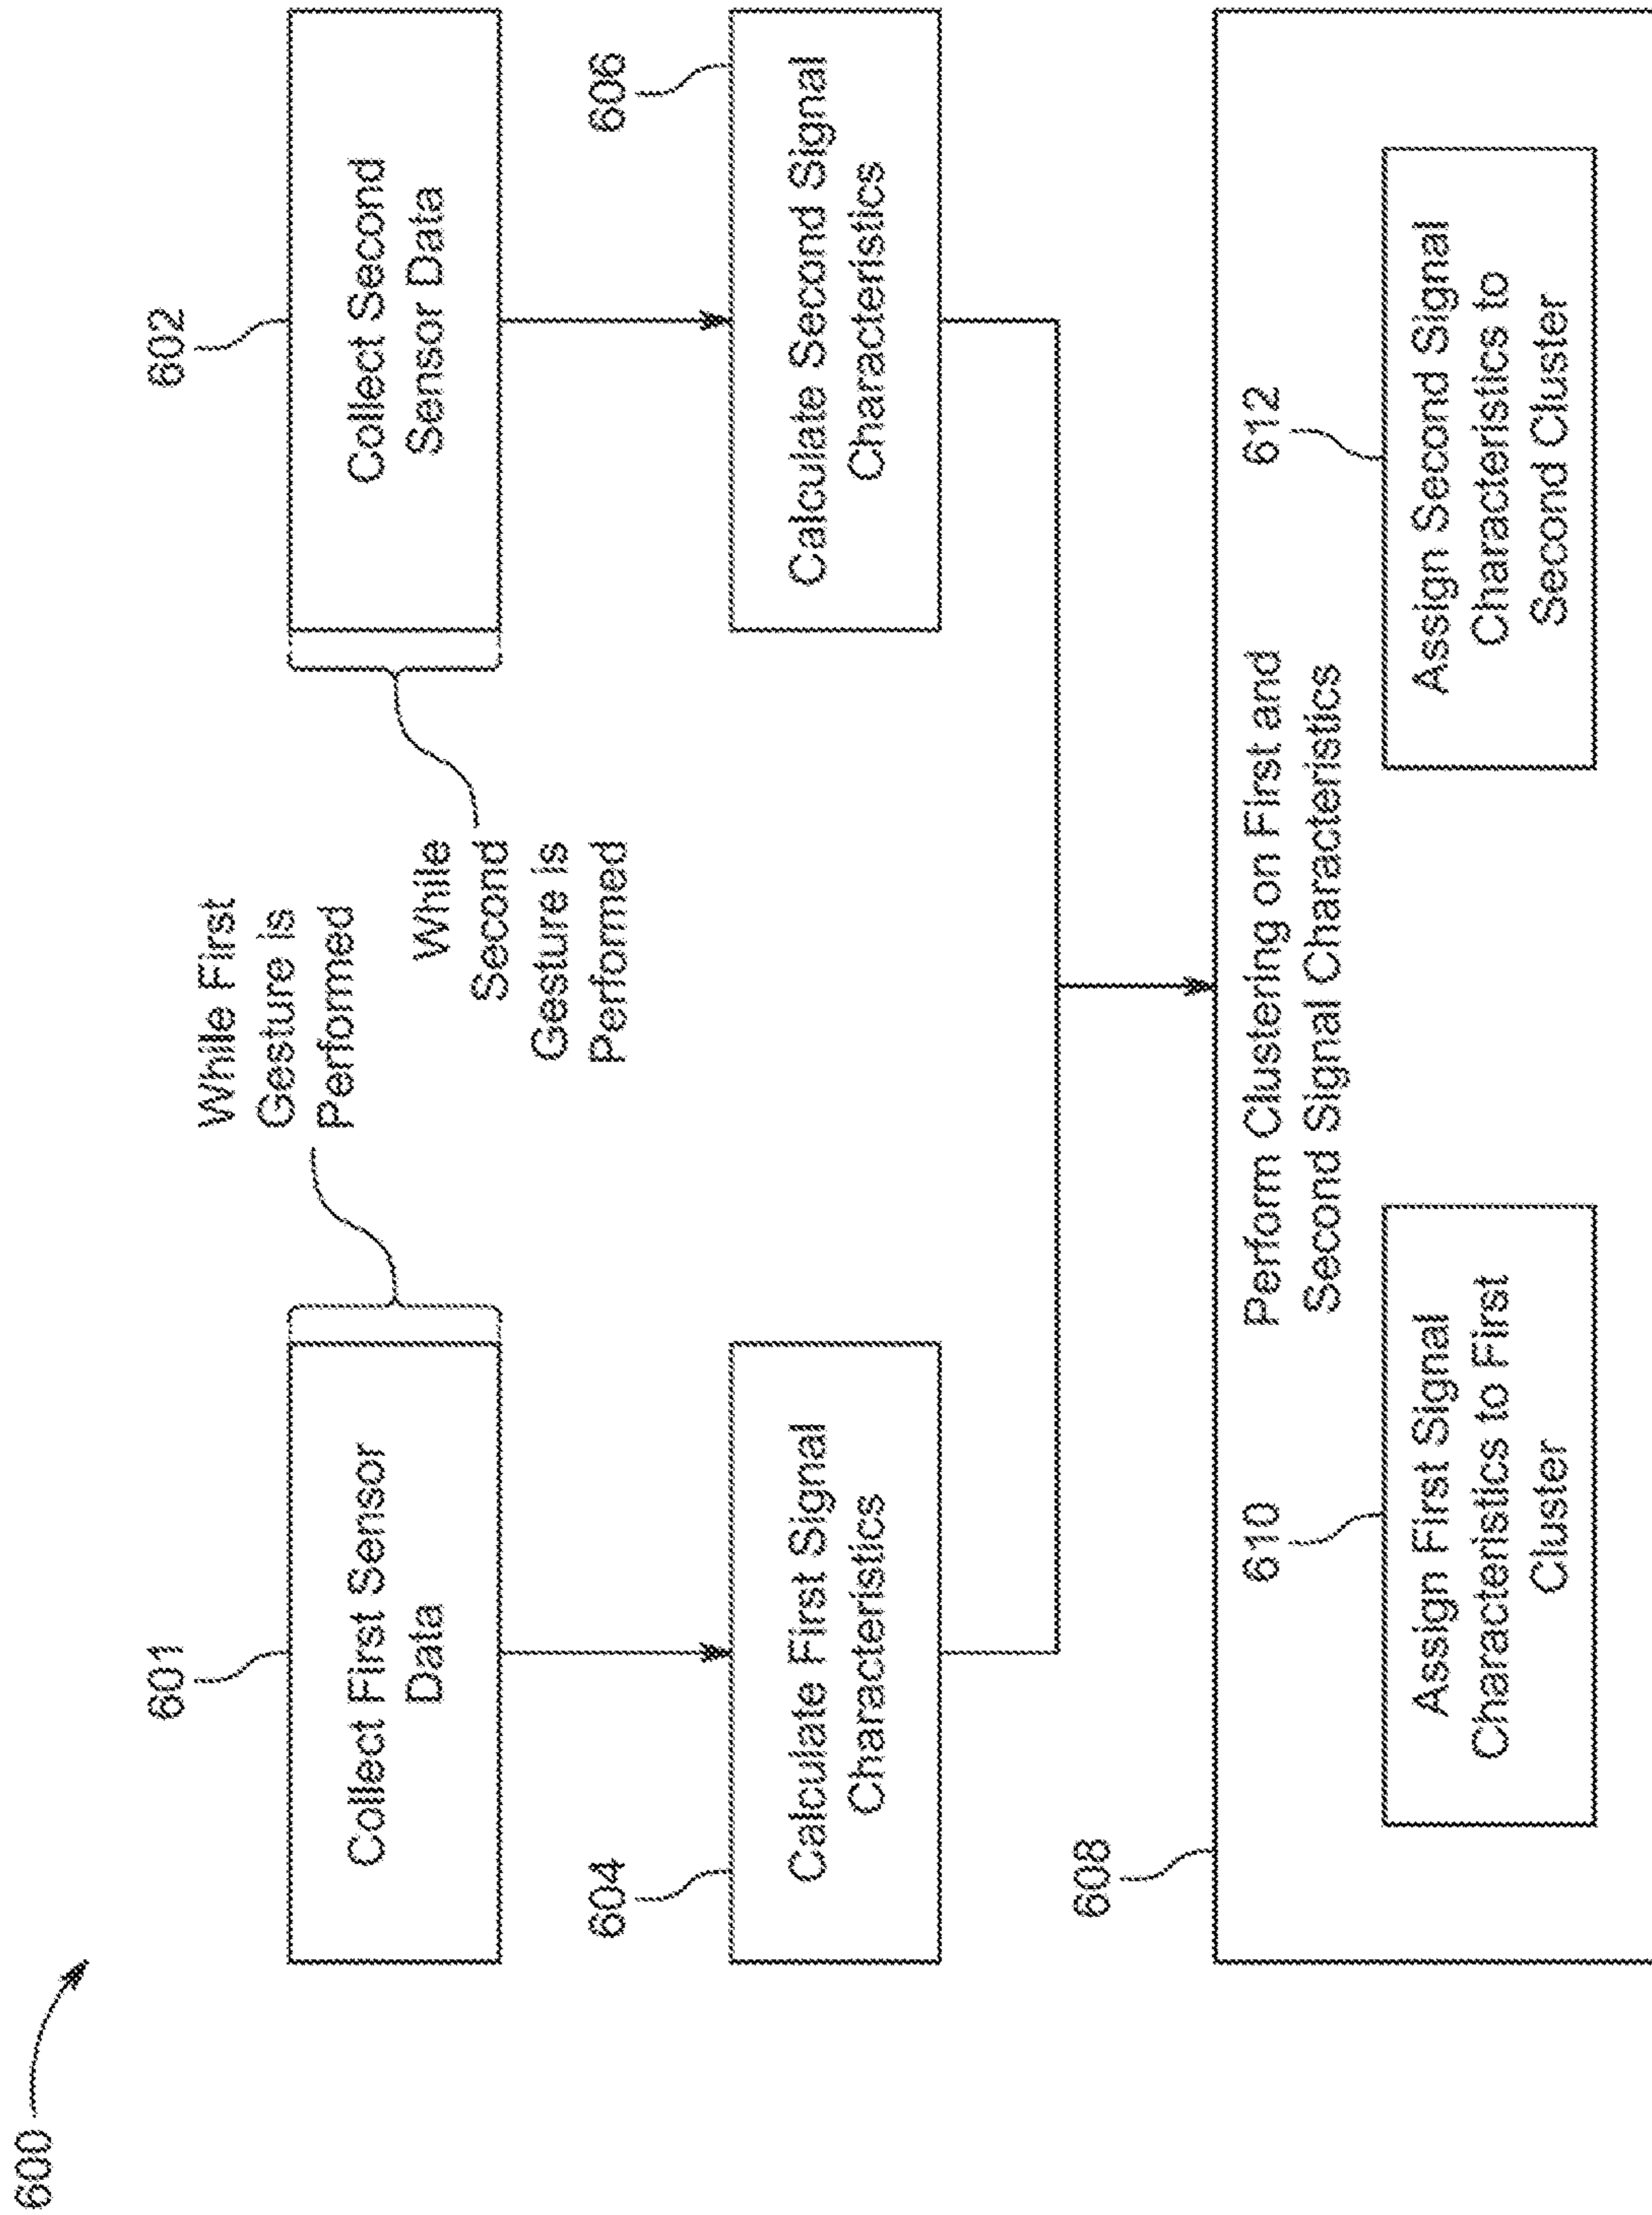 600
601
Collect First Sensor
Data
While First
Gesture is
Performed
602
Collect Second
Sensor Data
While
Second
Gesture is
Performed
604
Calculate First Signal
Characteristics
606
Calculate Second Signal
Characteristics
608
Perform Clustering on First and
Second Signal Characteristics
610
Assign First Signal
Characteristics to First
Cluster
612
Assign Second Signal
Characteristics to
Second Cluster